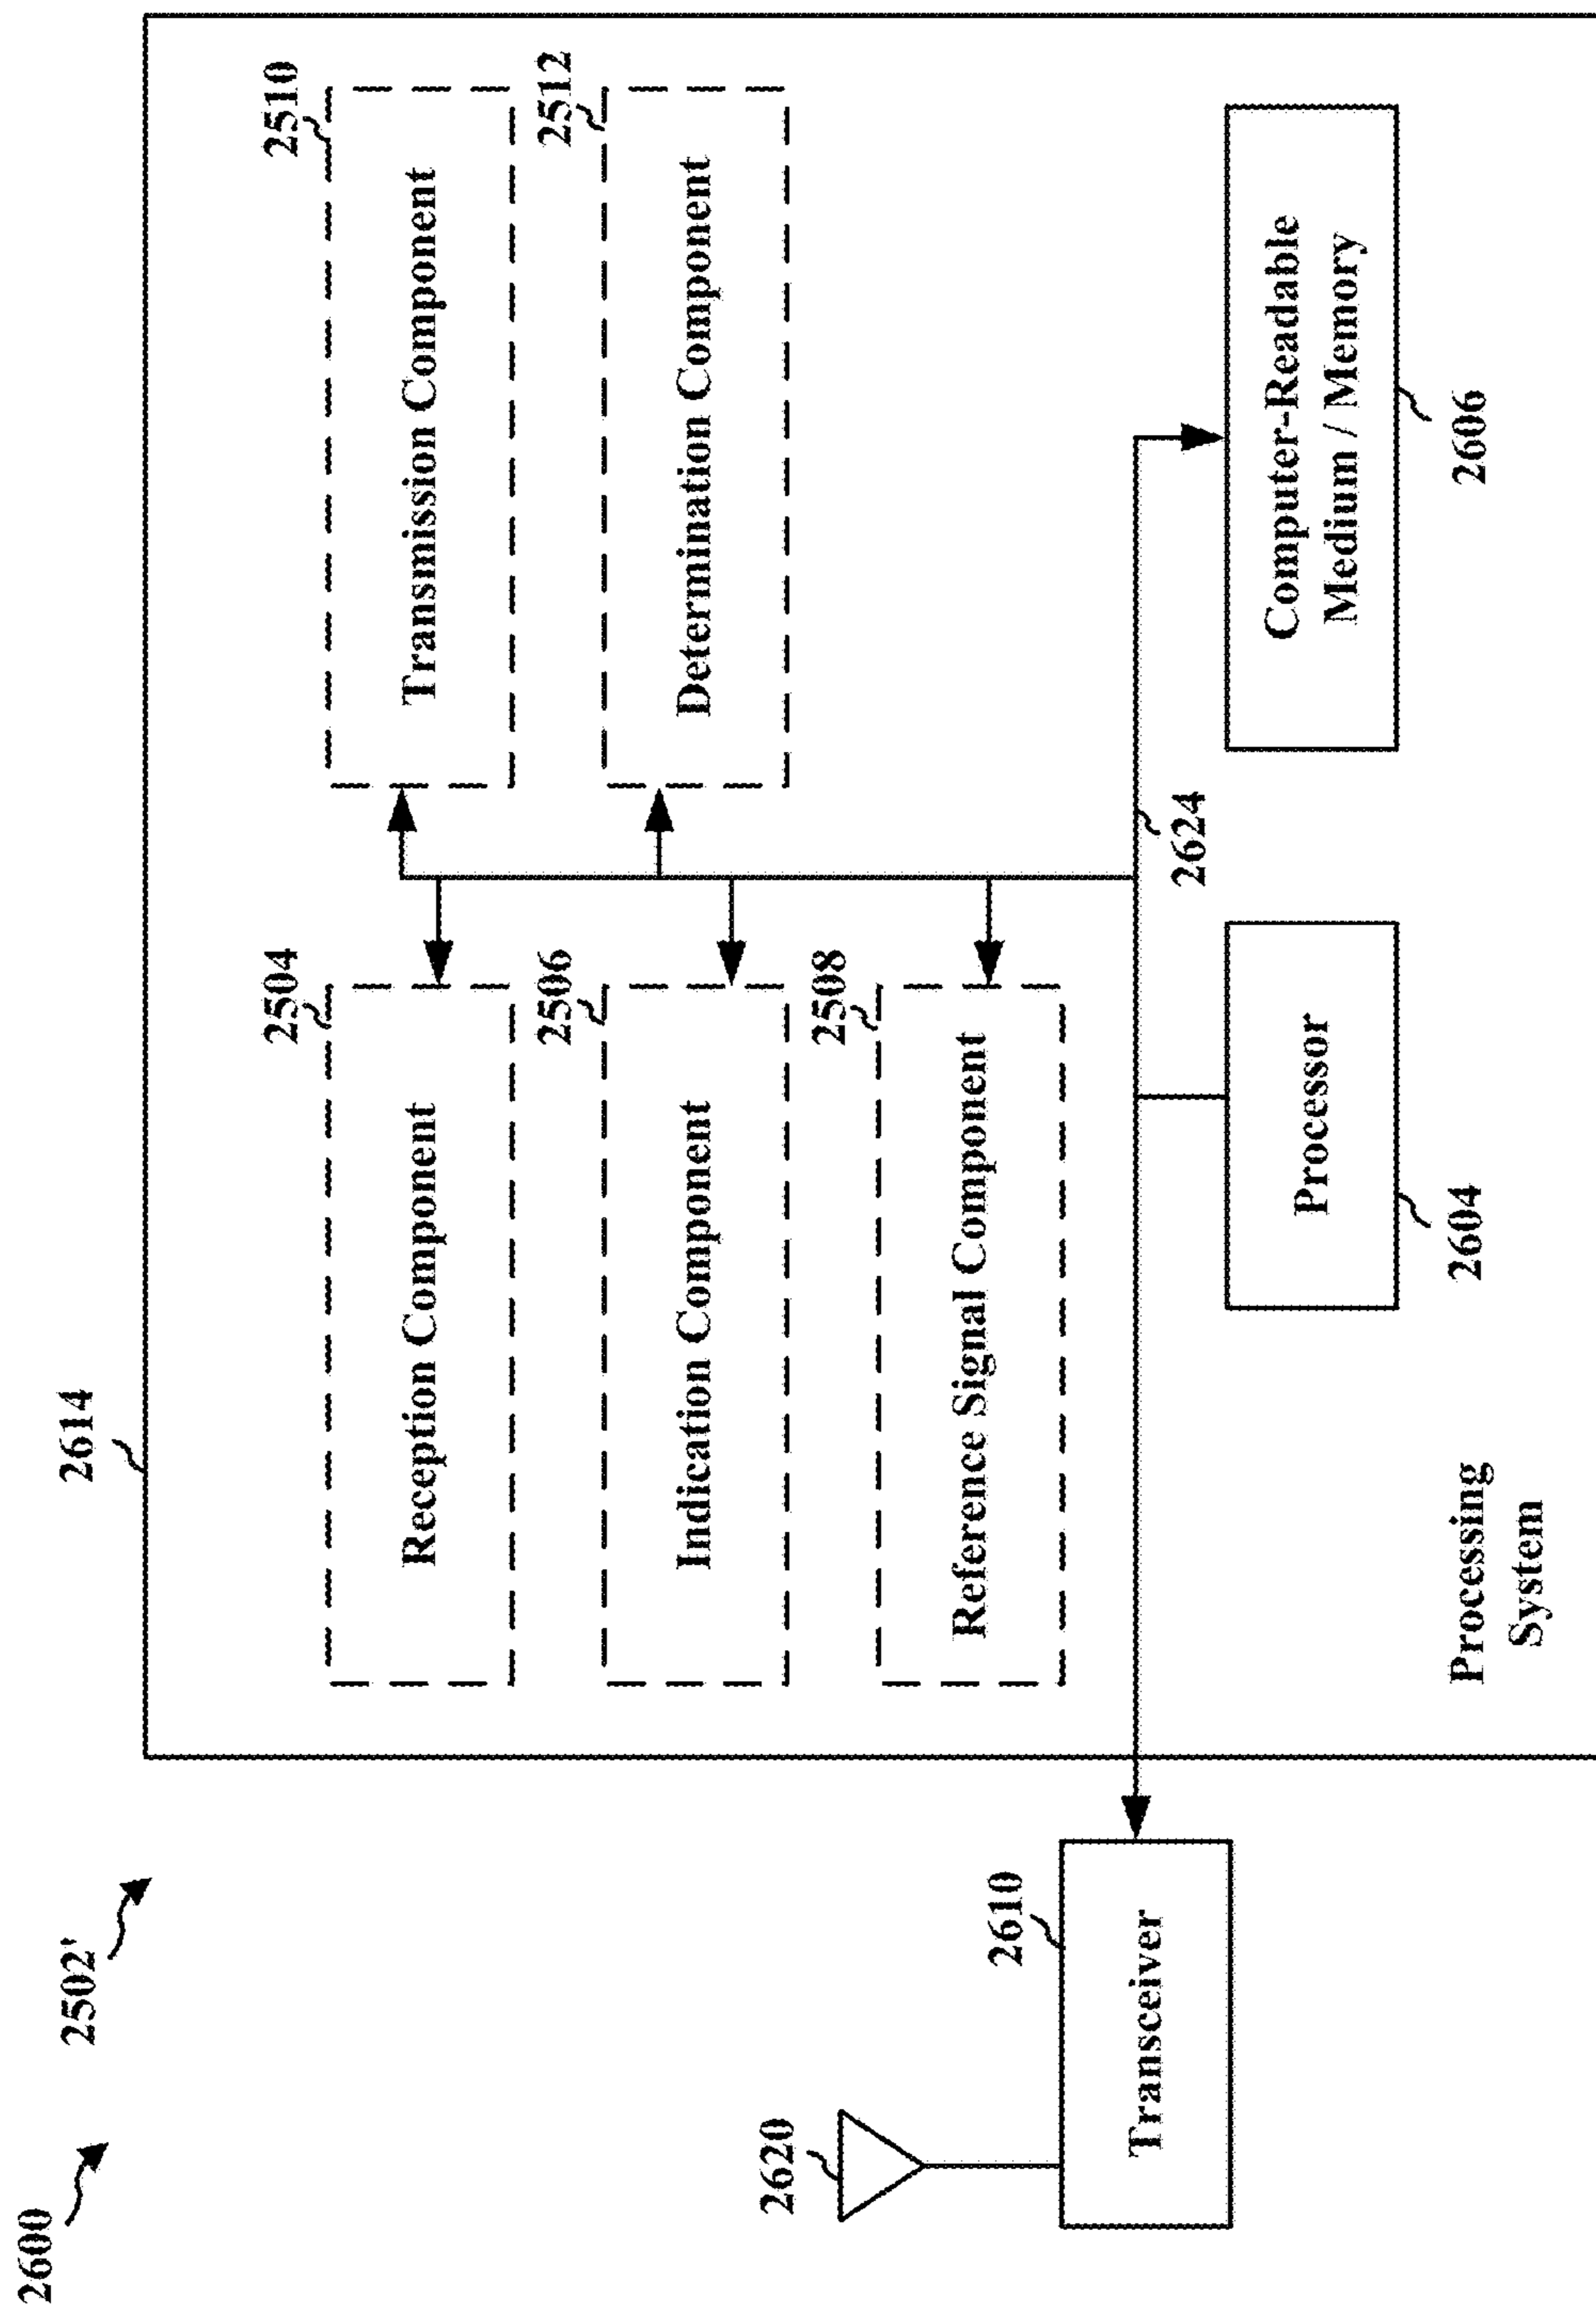 2600
2502'
2614
2504
Reception Component
2510
Transmission Component
2506
Indication Component
2512
Determination Component
2508
Reference Signal Component
2620
2610
Transceiver
2624
Processor
2604
Computer-Readable
Medium / Memory
2606
Processing
System